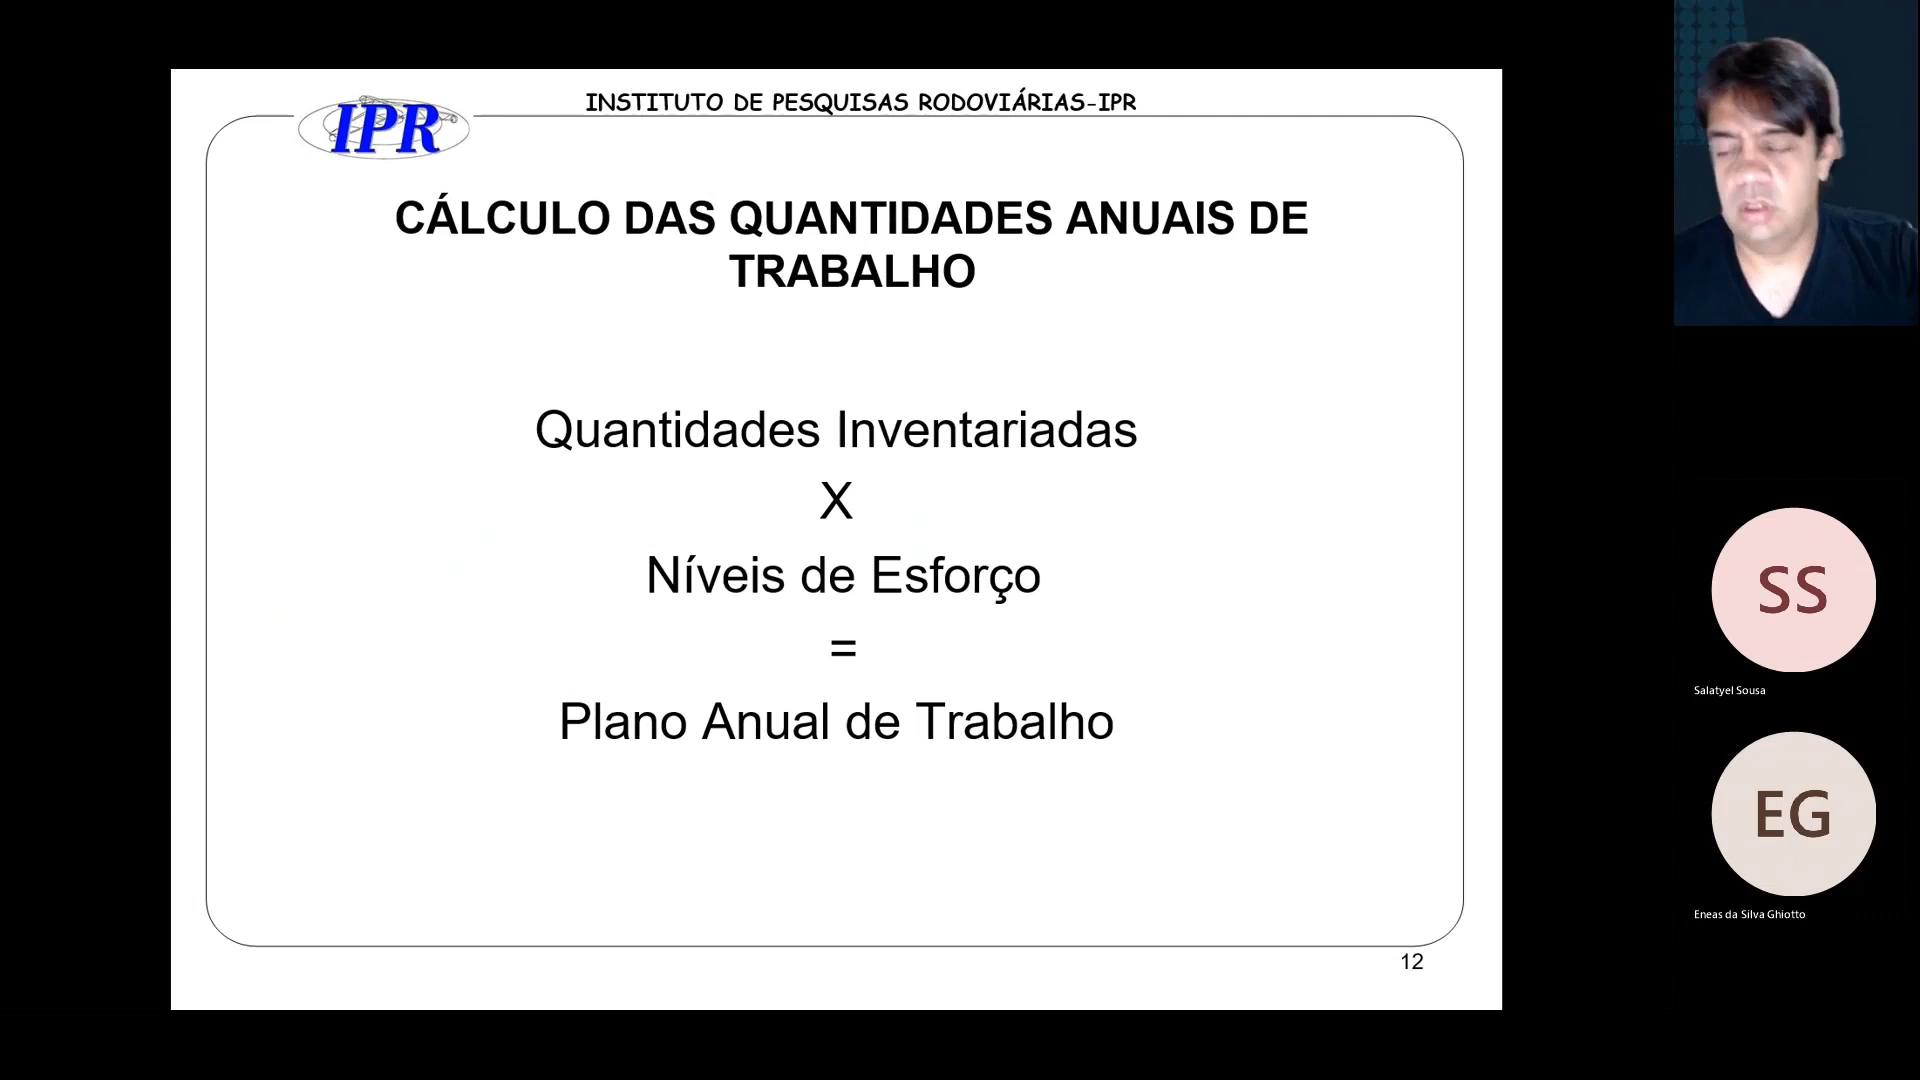 INSTITUTO DE PESQUISAS RODOVIÁRIAS-IPR
IPR
CÁLCULO DAS QUANTIDADES ANUAIS DE
TRABALHO
Quantidades Inventariadas
X
Níveis de Esforço
=
Plano Anual de Trabalho
12
SS
Salatyel Sousa
EG
Eneas da Silva Ghiotto